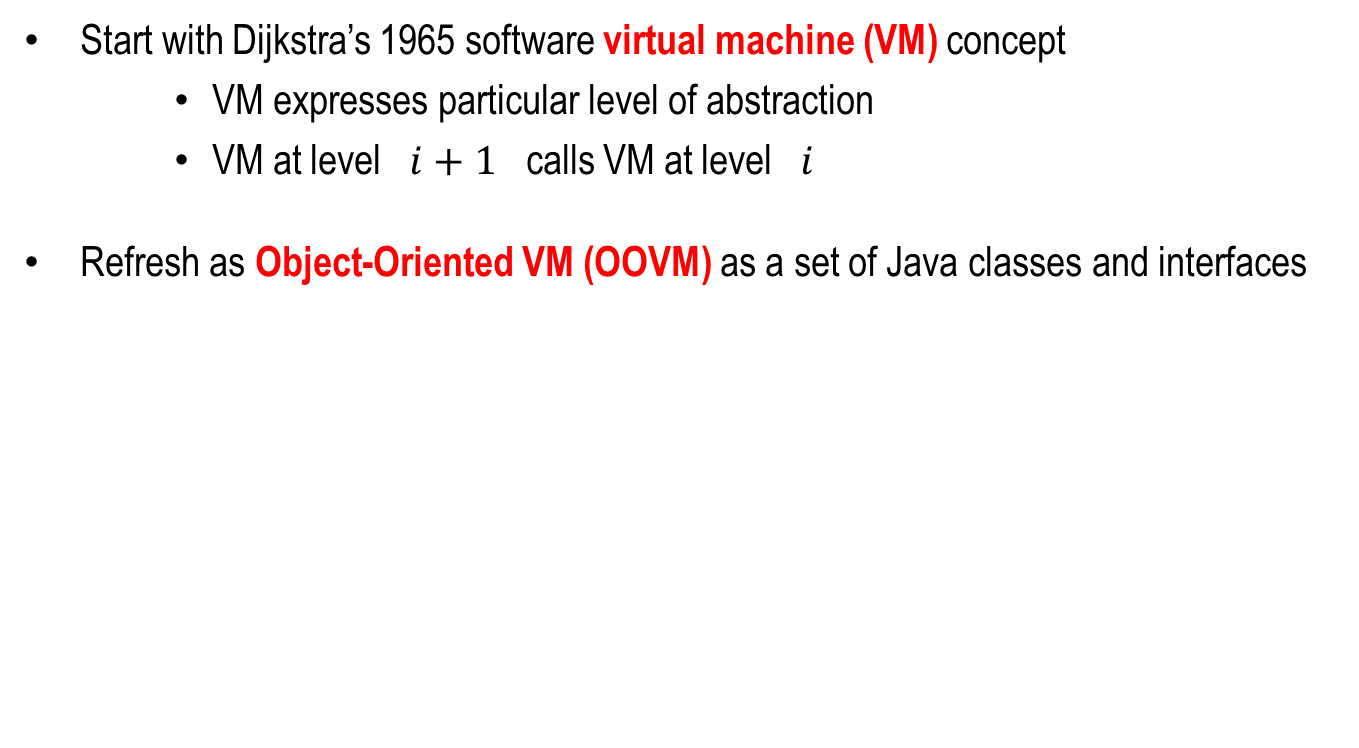 • Start with Dijkstra’s 1965 software virtual machine (VM) concept
• VM expresses particular level of abstraction
• VM at level i + 1 calls VM at level i
• Refresh as Object-Oriented VM (OOVM) as a set of Java classes and interfaces